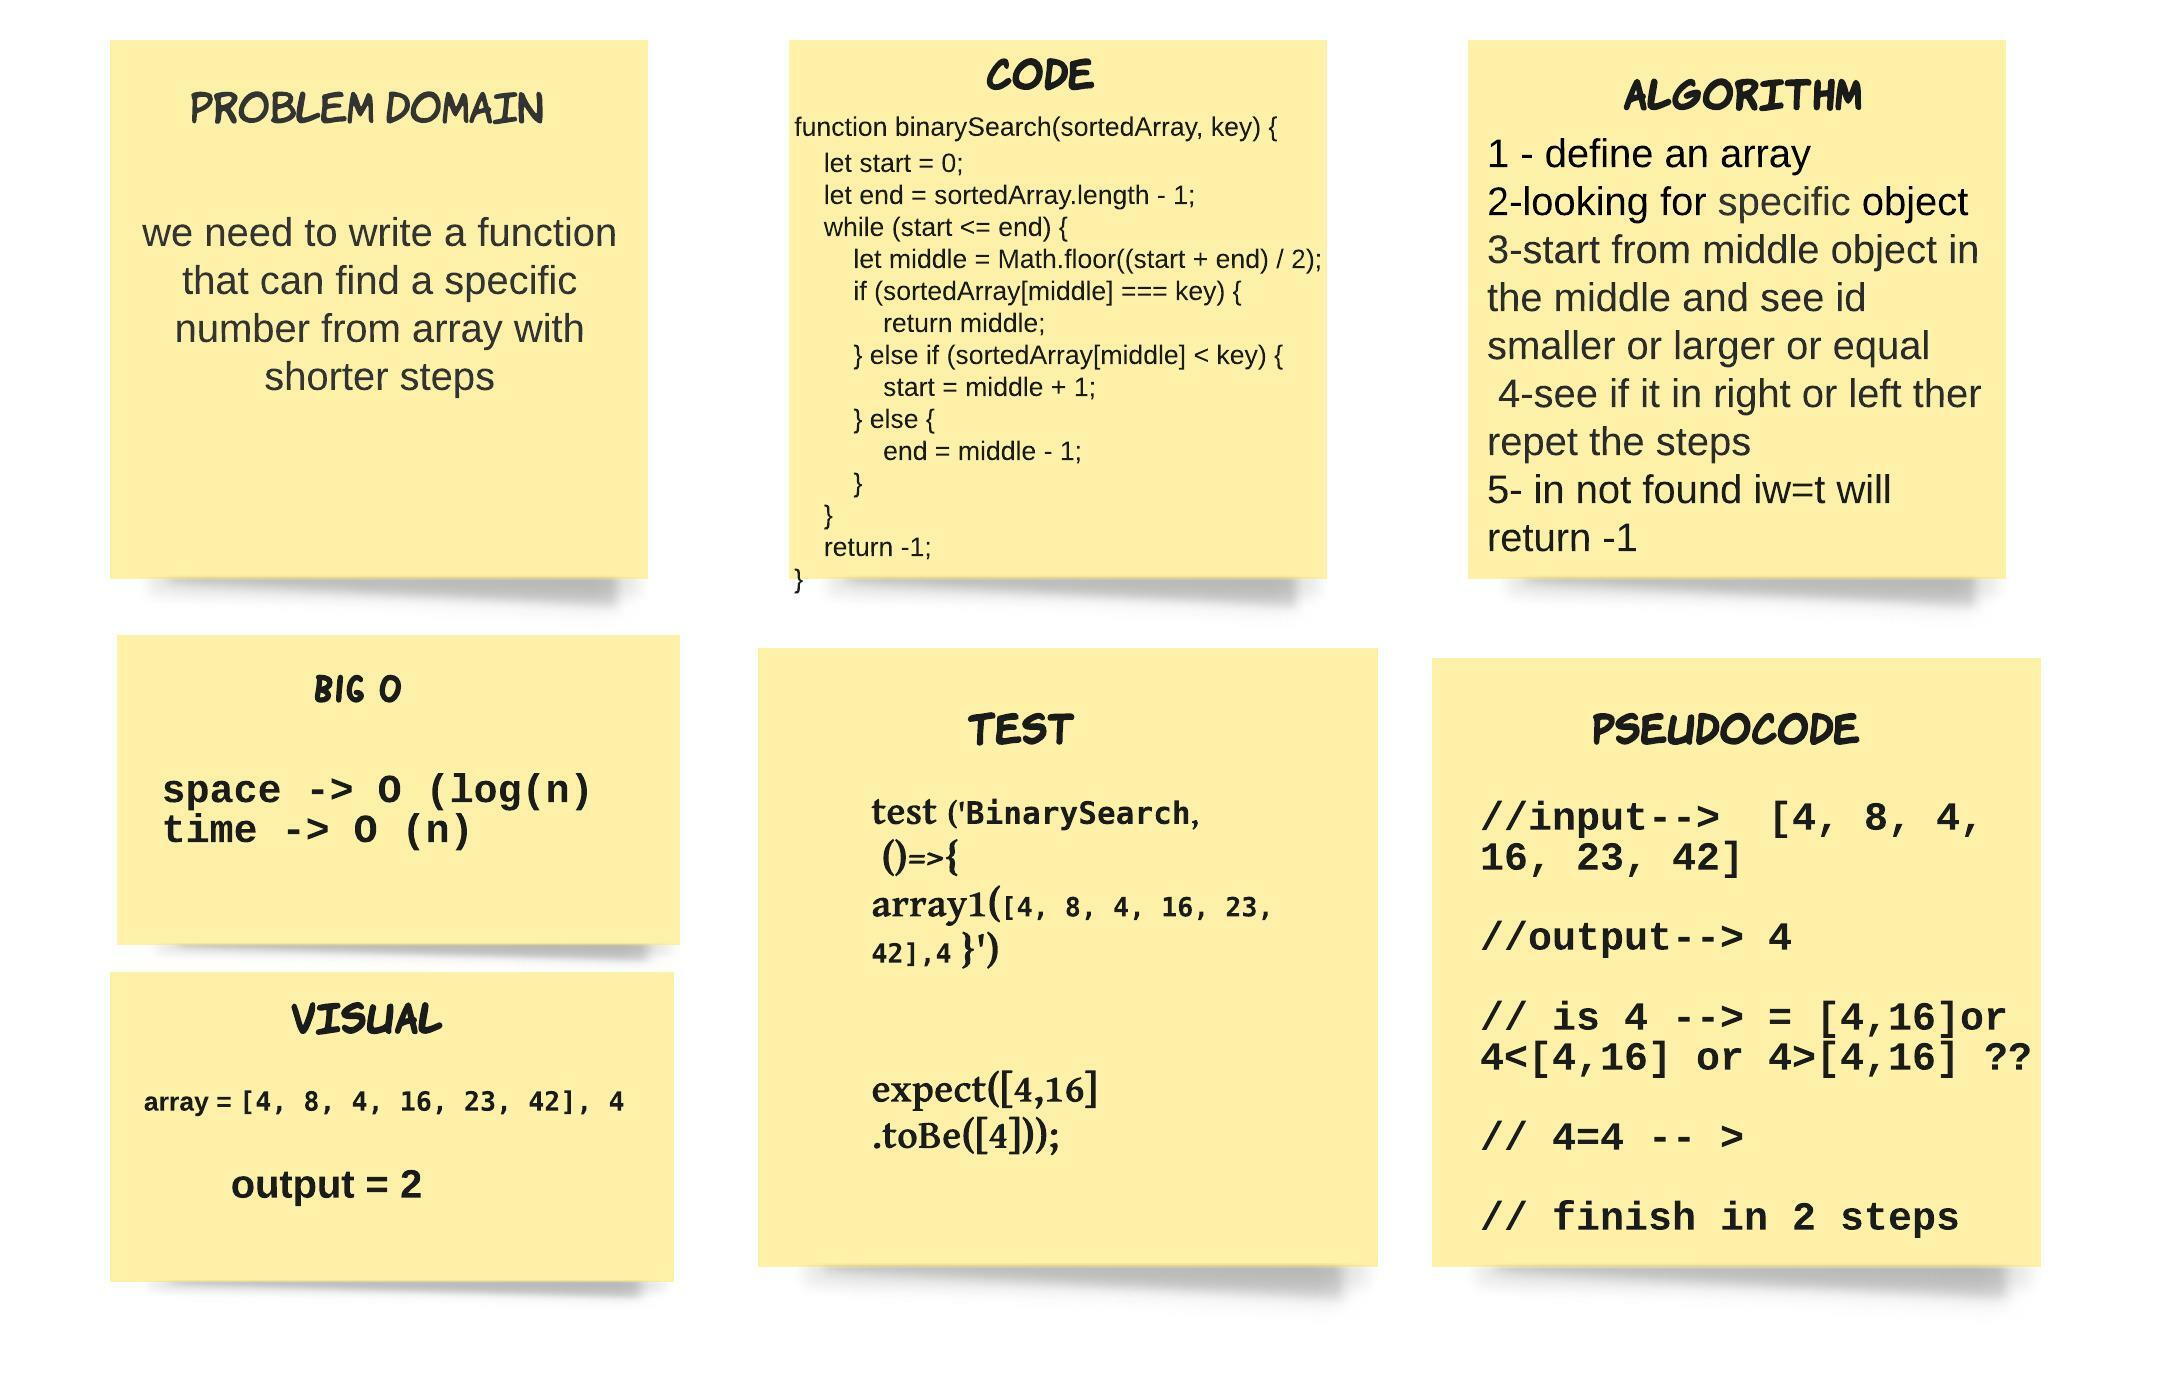 PROBLEM DOMAIN
we need to write a function
that can find a specific
number from array with
shorter steps
CODE
function binarySearch(sortedArray, key) {
    let start = 0;
    let end = sortedArray.length - 1;
    while (start <= end) {
        let middle = Math.floor((start + end) / 2);
        if (sortedArray[middle] === key) {
            return middle;
        } else if (sortedArray[middle] < key) {
            start = middle + 1;
        } else {
            end = middle - 1;
        }
    }
    return -1;
}
ALGORITHM
1 - define an array
2-looking for specific object
3-start from middle object in
the middle and see id
smaller or larger or equal
4-see if it in right or left ther
repet the steps
5- in not found iw=t will
return -1
BIG O
space -> O (log(n)
time -> O (n)
VISUAL
array = [4, 8, 4, 16, 23, 42], 4
output = 2
TEST
test ('BinarySearch,
()=>{
array1([4, 8, 4, 16, 23,
42],4 }')
expect([4,16]
.toBe([4]));
PSEUDOCODE
//input-->  [4, 8, 4,
16, 23, 42]
//output--> 4
// is 4 --> = [4,16]or
4<[4,16] or 4>[4,16] ??
// 4=4 -- >
// finish in 2 steps